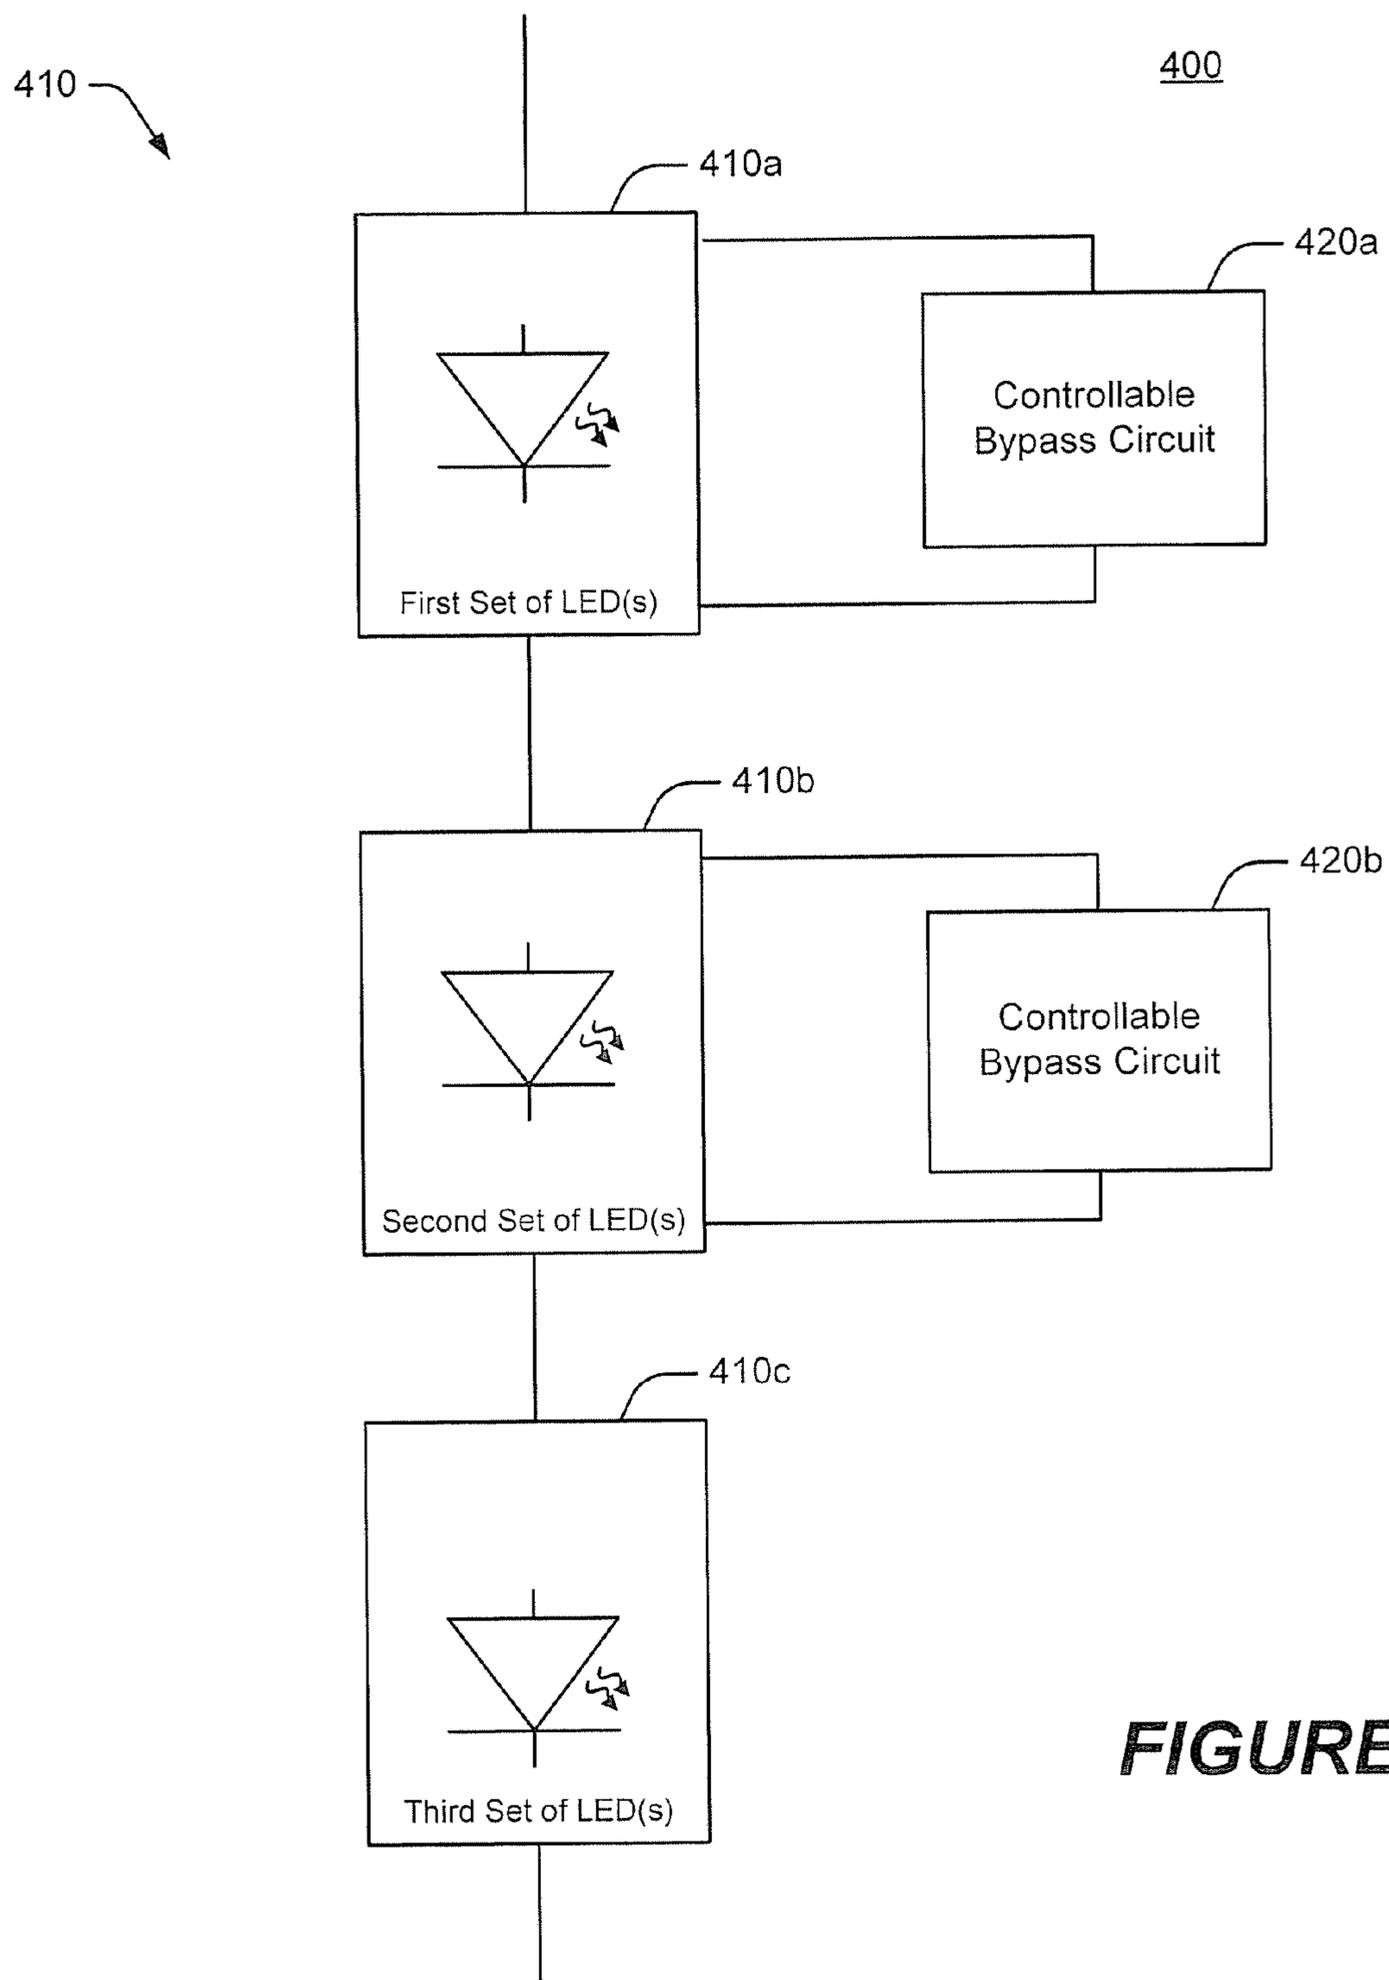 400
410
410a
420a
Controllable
Bypass Circuit
First Set of LED(s)
410b
420b
Controllable
Bypass Circuit
Second Set of LED(s)
410c
FIGURE
Third Set of LED(s)